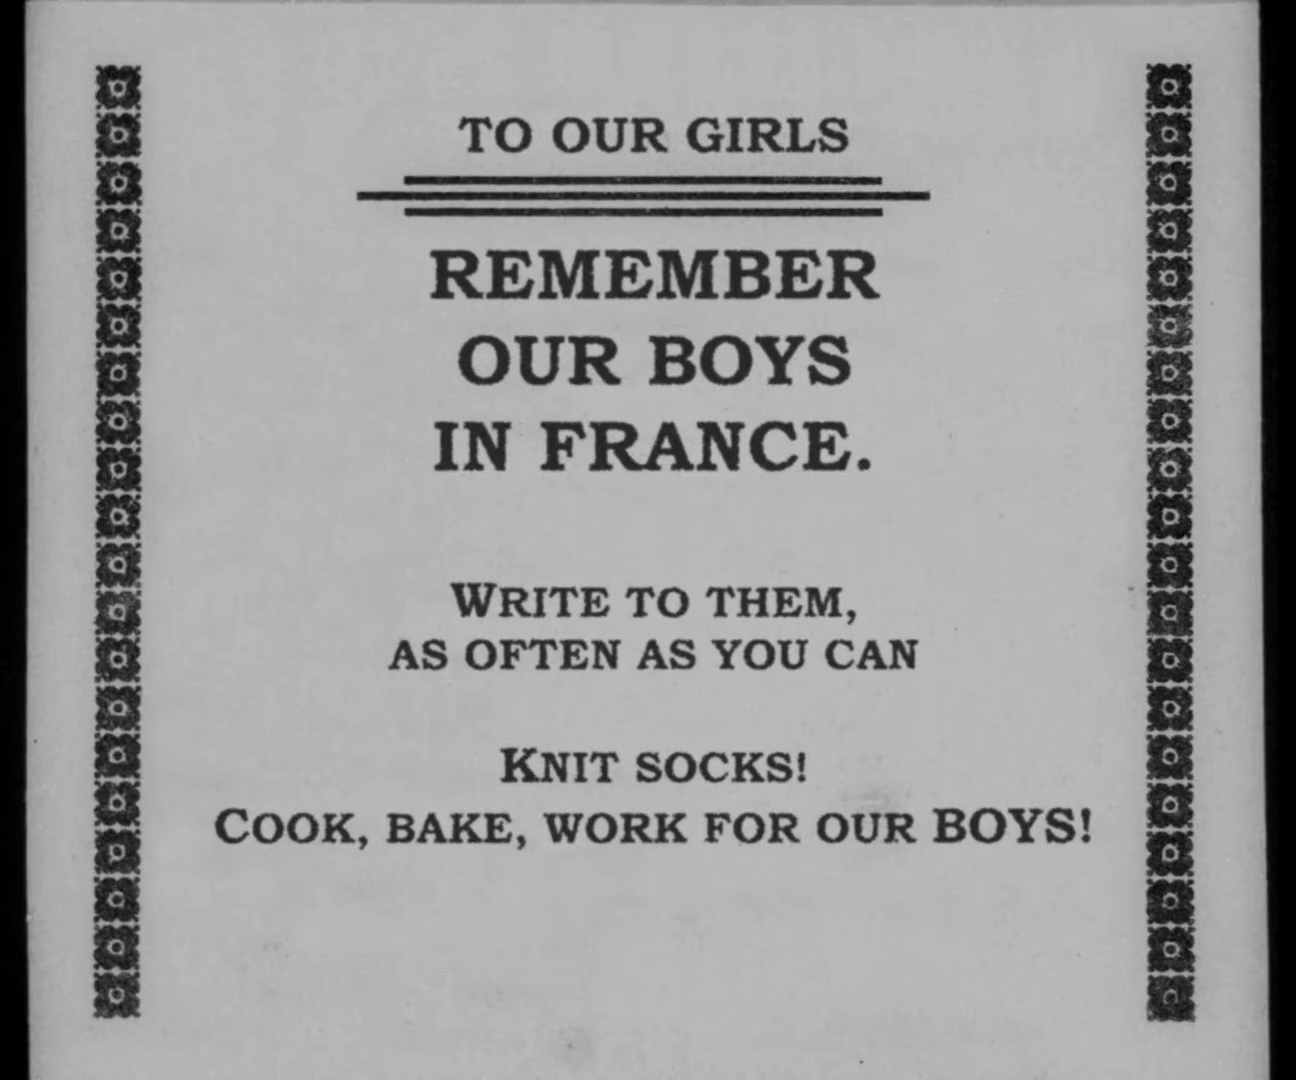 TO OUR GIRLS
REMEMBER
OUR BOYS
IN FRANCE.
WRITE TO THEM,
AS OFTEN AS YOU CAN
KNIT SOCKS!
COOK, BAKE, WORK FOR OUR BOYS!